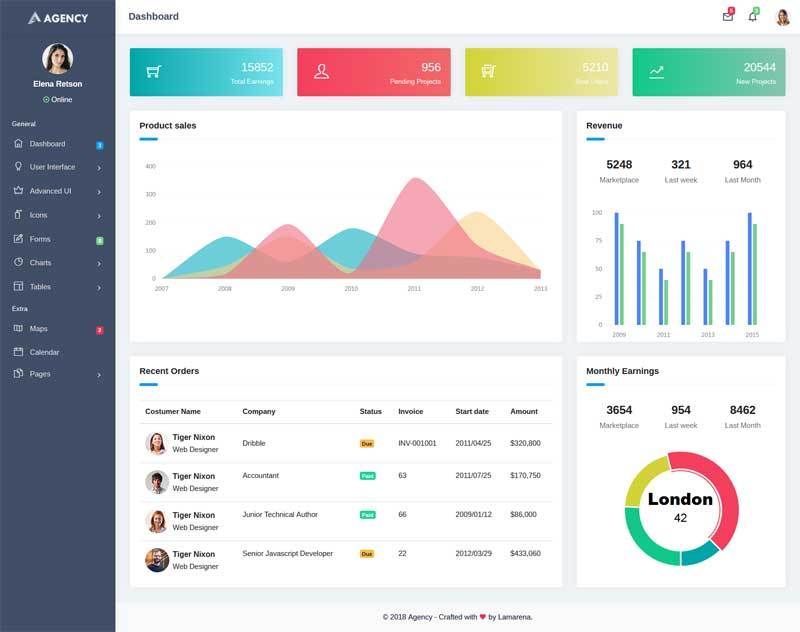 AGENCY
Elena Retson
Online
General
Dashboard 3
User Interface
Advanced UI
Icons
Forms 6
Charts
Tables
Extra
Maps 2
Calendar
Pages
Dashboard
5
15852
Total Earnings
956
Pending Projects
5210
20544
New Projects
Product sales
400
300
200
100
0
2007 2008 2009 2010 2011 2012 2013
Revenue
5248 321 964
Marketplace Last week Last Month
100
75
50
25
0
2009 2011 2013 2015
Recent Orders
Costumer Name Company Status Invoice Start date Amount
Tiger Nixon
Web Designer
Dribble Due INV-001001 2011/04/25 $320,800
Tiger Nixon
Web Designer
Accountant Paid 63 2011/07/25 $170,750
Tiger Nixon
Web Designer
Junior Technical Author Paid 66 2009/01/12 $86,000
Tiger Nixon
Web Designer
Senior Javascript Developer Due 22 2012/03/29 $433,060
Monthly Earnings
3654 954 8462
Marketplace Last week Last Month
London
42
© 2018 Agency - Crafted with ♥ by Lamarena.